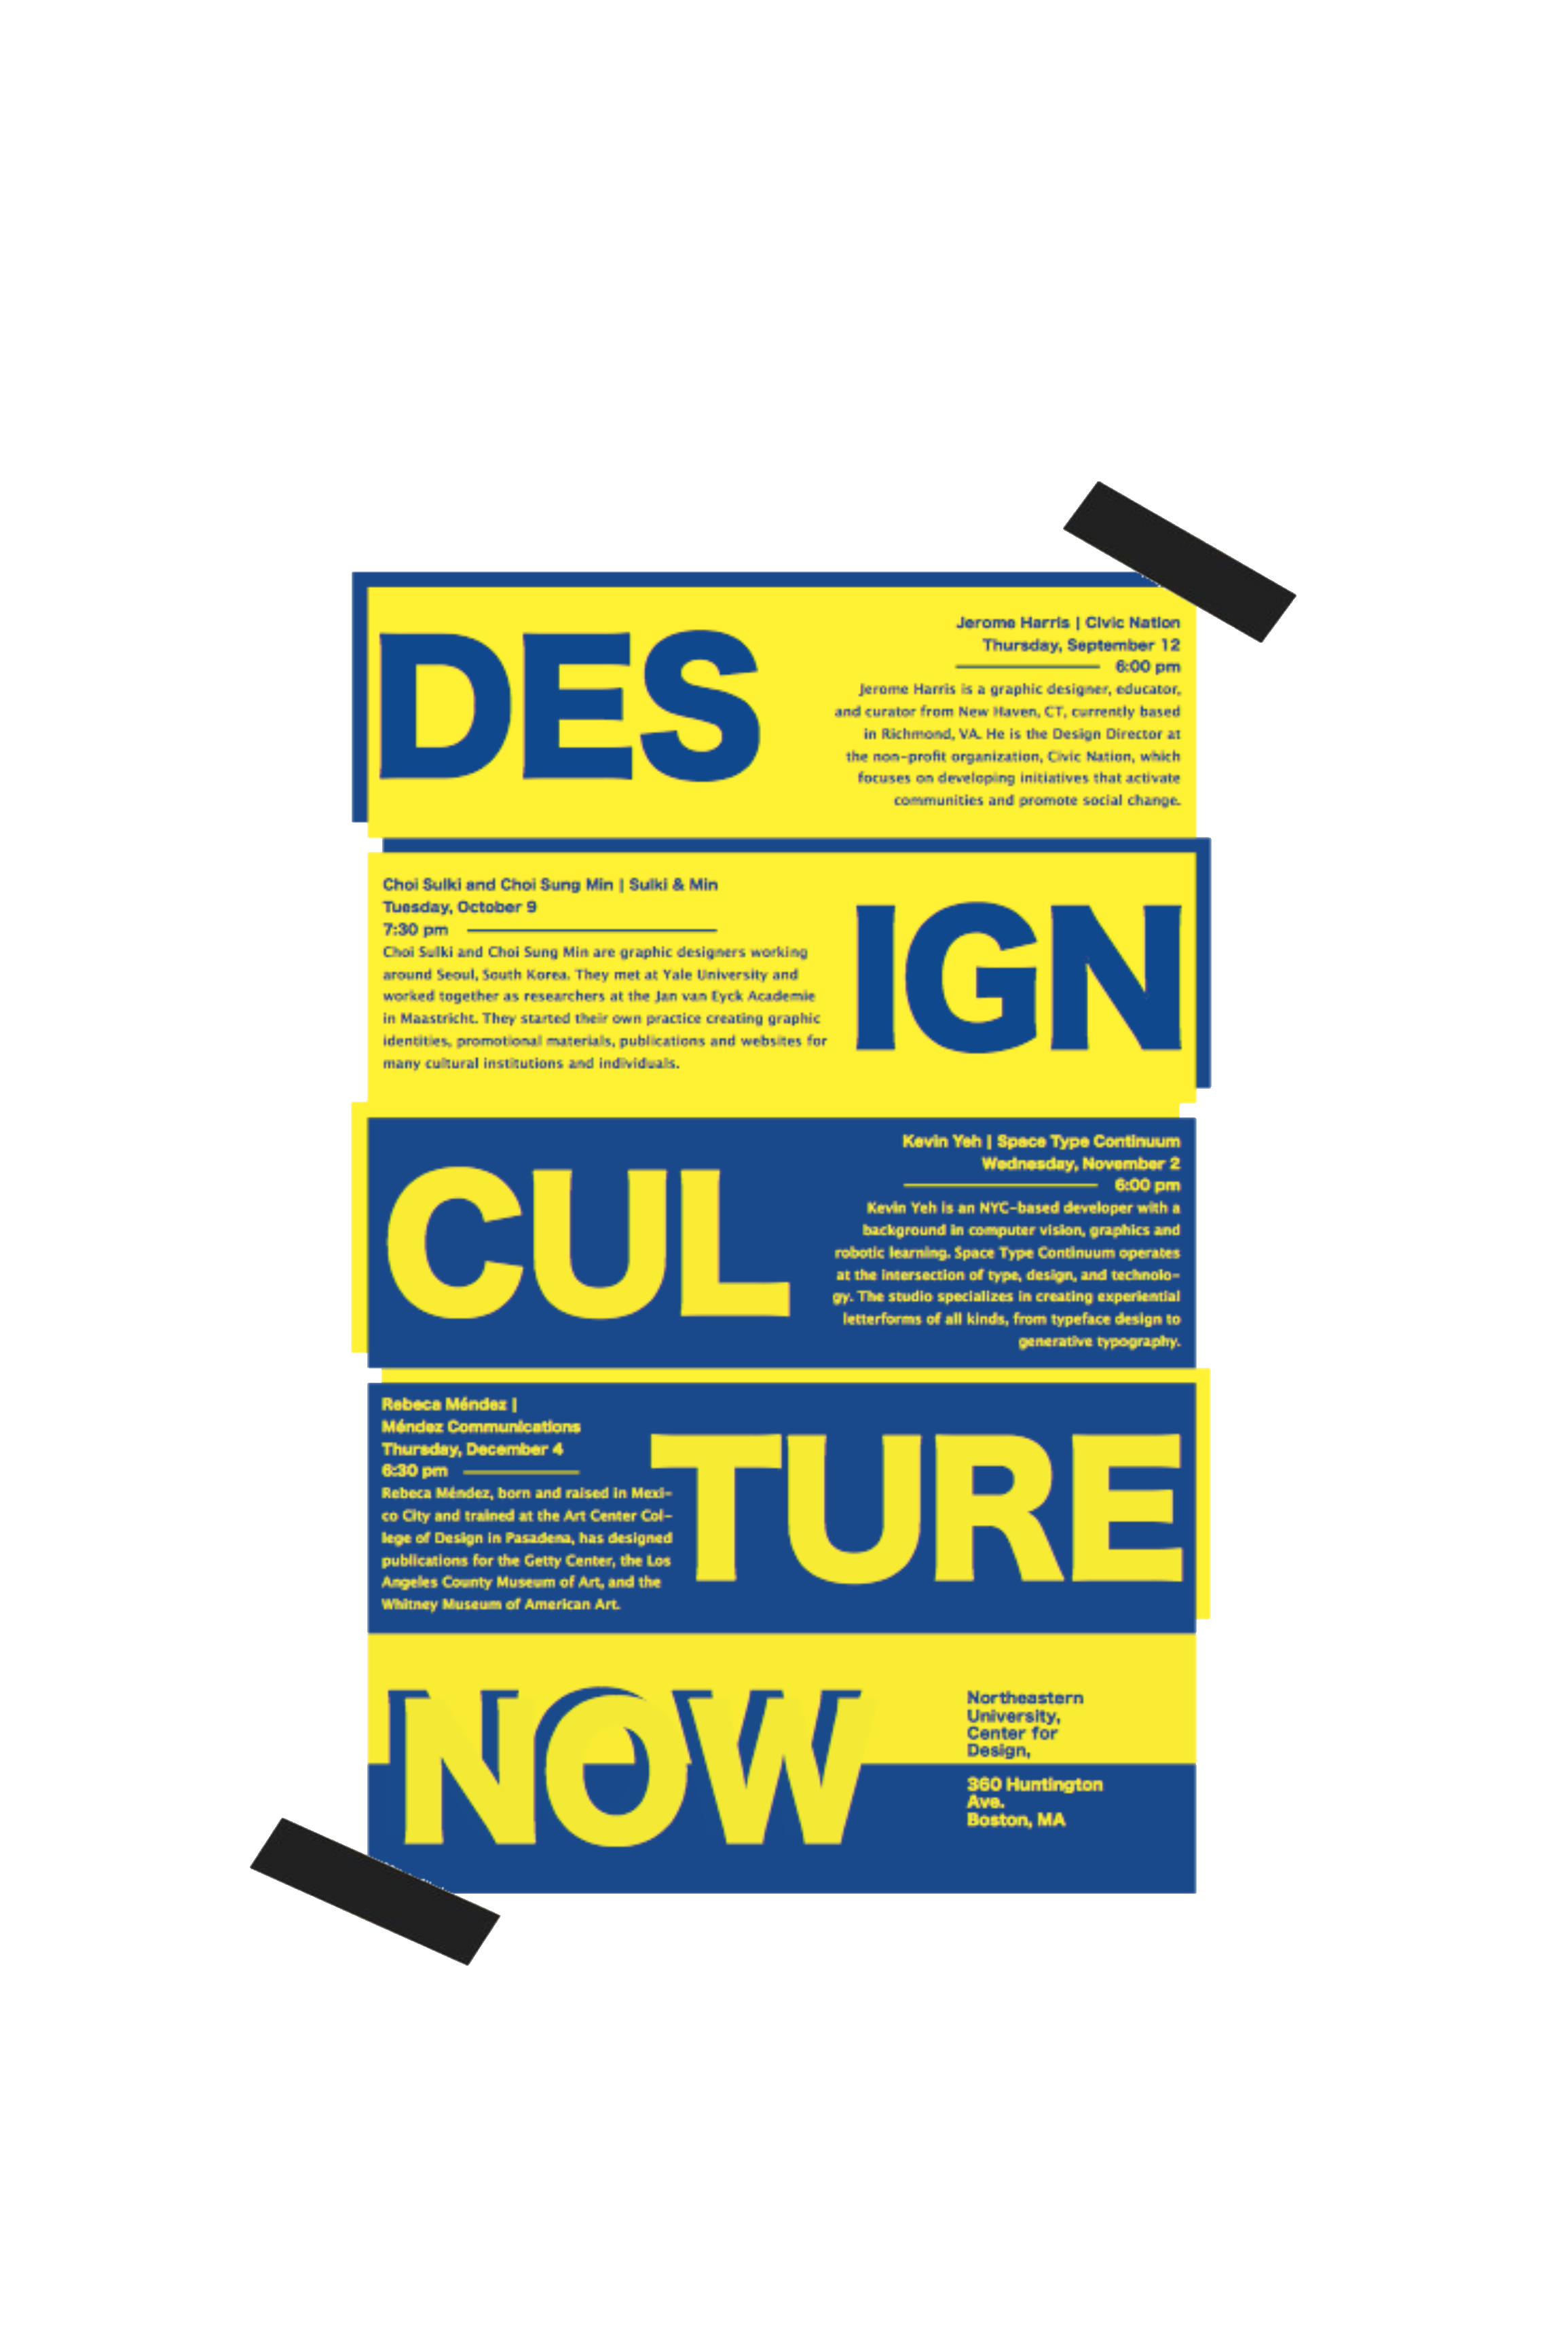 DES
Jerome Harris | Civic Nation
Thursday, September 12
6:00 pm
Jerome Harris is a graphic designer, educator,
and curator from New Haven, CT, currently based
in Richmond, VA. He is the Design Director at
the non-profit organization, Civic Nation, which
focuses on developing initiatives that activate
communities and promote social change.
Choi Sulki and Choi Sung Min | Sulki & Min
Tuesday, October 9
7:30 pm
Choi Sulki and Choi Sung Min are graphic designers working
around Seoul, South Korea. They met at Yale University and
worked together as researchers at the Jan van Eyck Academie
in Maastricht. They started their own practice creating graphic
identities, promotional materials, publications and websites for
many cultural institutions and individuals.
IGN
CUL
Kevin Yeh | Space Type Continuum
Wednesday, November 2
6:00 pm
Kevin Yeh is an NYC-based developer with a
background in computer vision, graphics and
robotic learning. Space Type Continuum operates
at the intersection of type, design, and technolo-
gy. The studio specializes in creating experiential
letterforms of all kinds, from typeface design to
generative typography.
Rebeca Méndez |
Méndez Communications
Thursday, December 4
6:30 pm
Rebeca Méndez, born and raised in Mexi-
co City and trained at the Art Center Col-
lege of Design in Pasadena, has designed
publications for the Getty Center, the Los
Angeles County Museum of Art, and the
Whitney Museum of American Art.
TURE
NOW
Northeastern
University,
Center for
Design,
360 Huntington
Ave.
Boston, MA